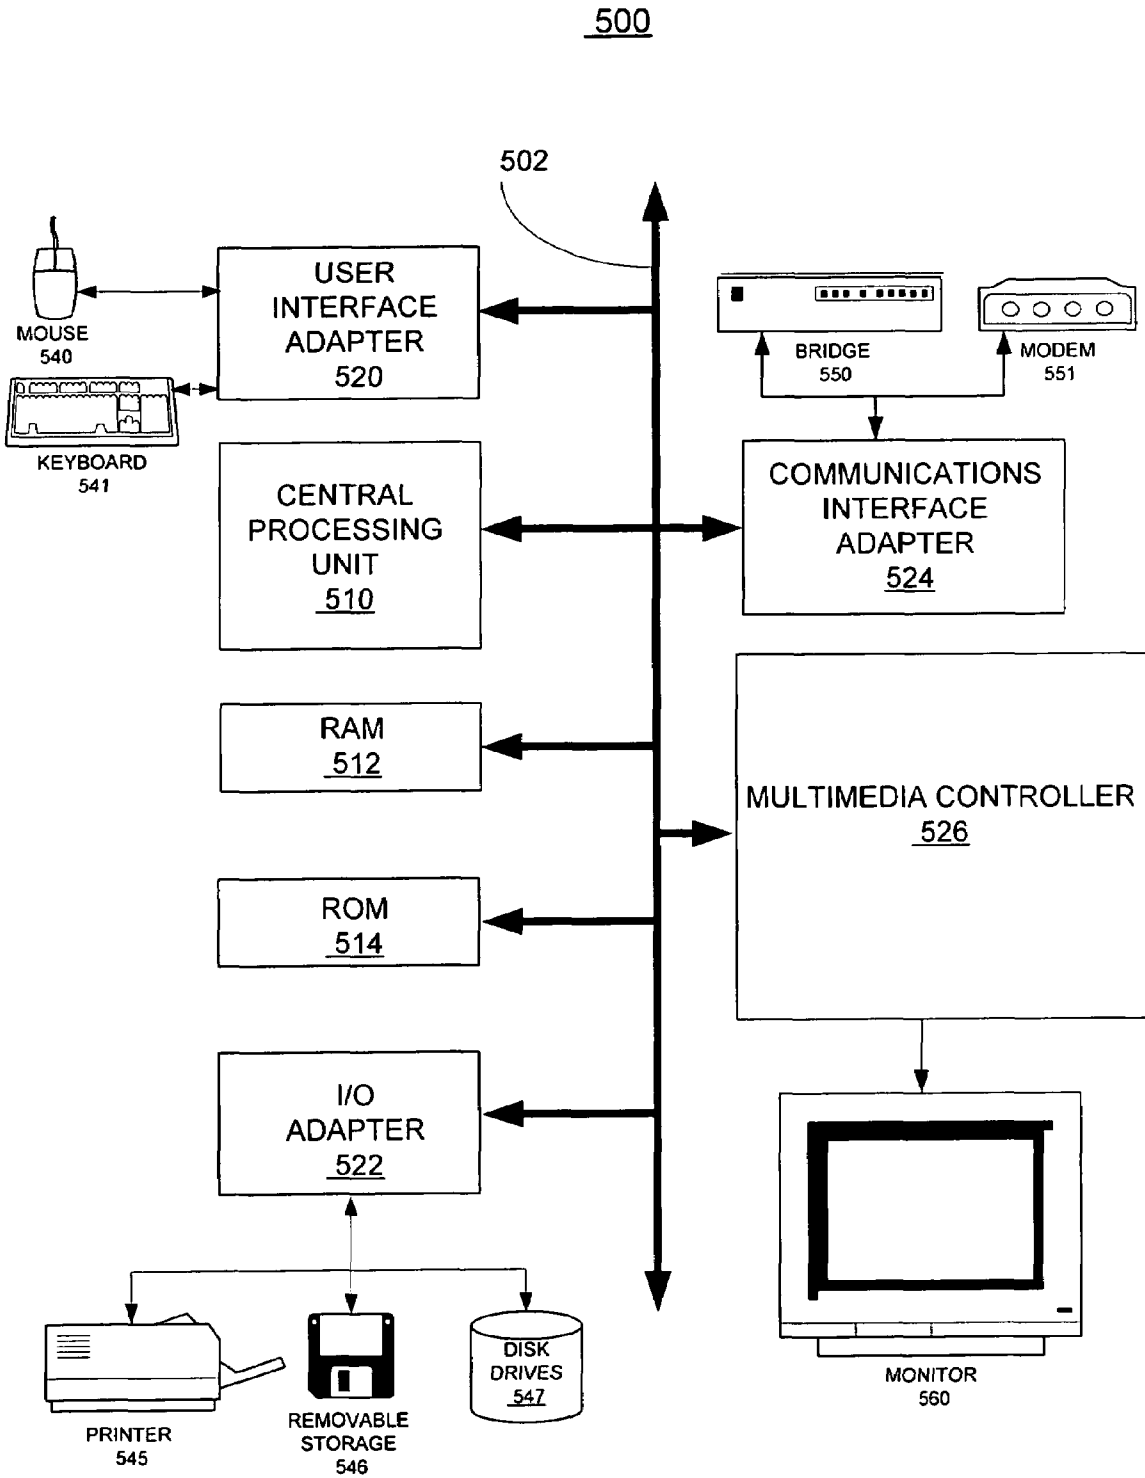 500
502
USER
INTERFACE
ADAPTER
520
MOUSE
540
KEYBOARD
541
BRIDGE
550
MODEM
551
CENTRAL
PROCESSING
UNIT
510
COMMUNICATIONS
INTERFACE
ADAPTER
524
RAM
512
MULTIMEDIA CONTROLLER
526
ROM
514
I/O
ADAPTER
522
PRINTER
545
REMOVABLE
STORAGE
546
DISK
DRIVES
547
MONITOR
560